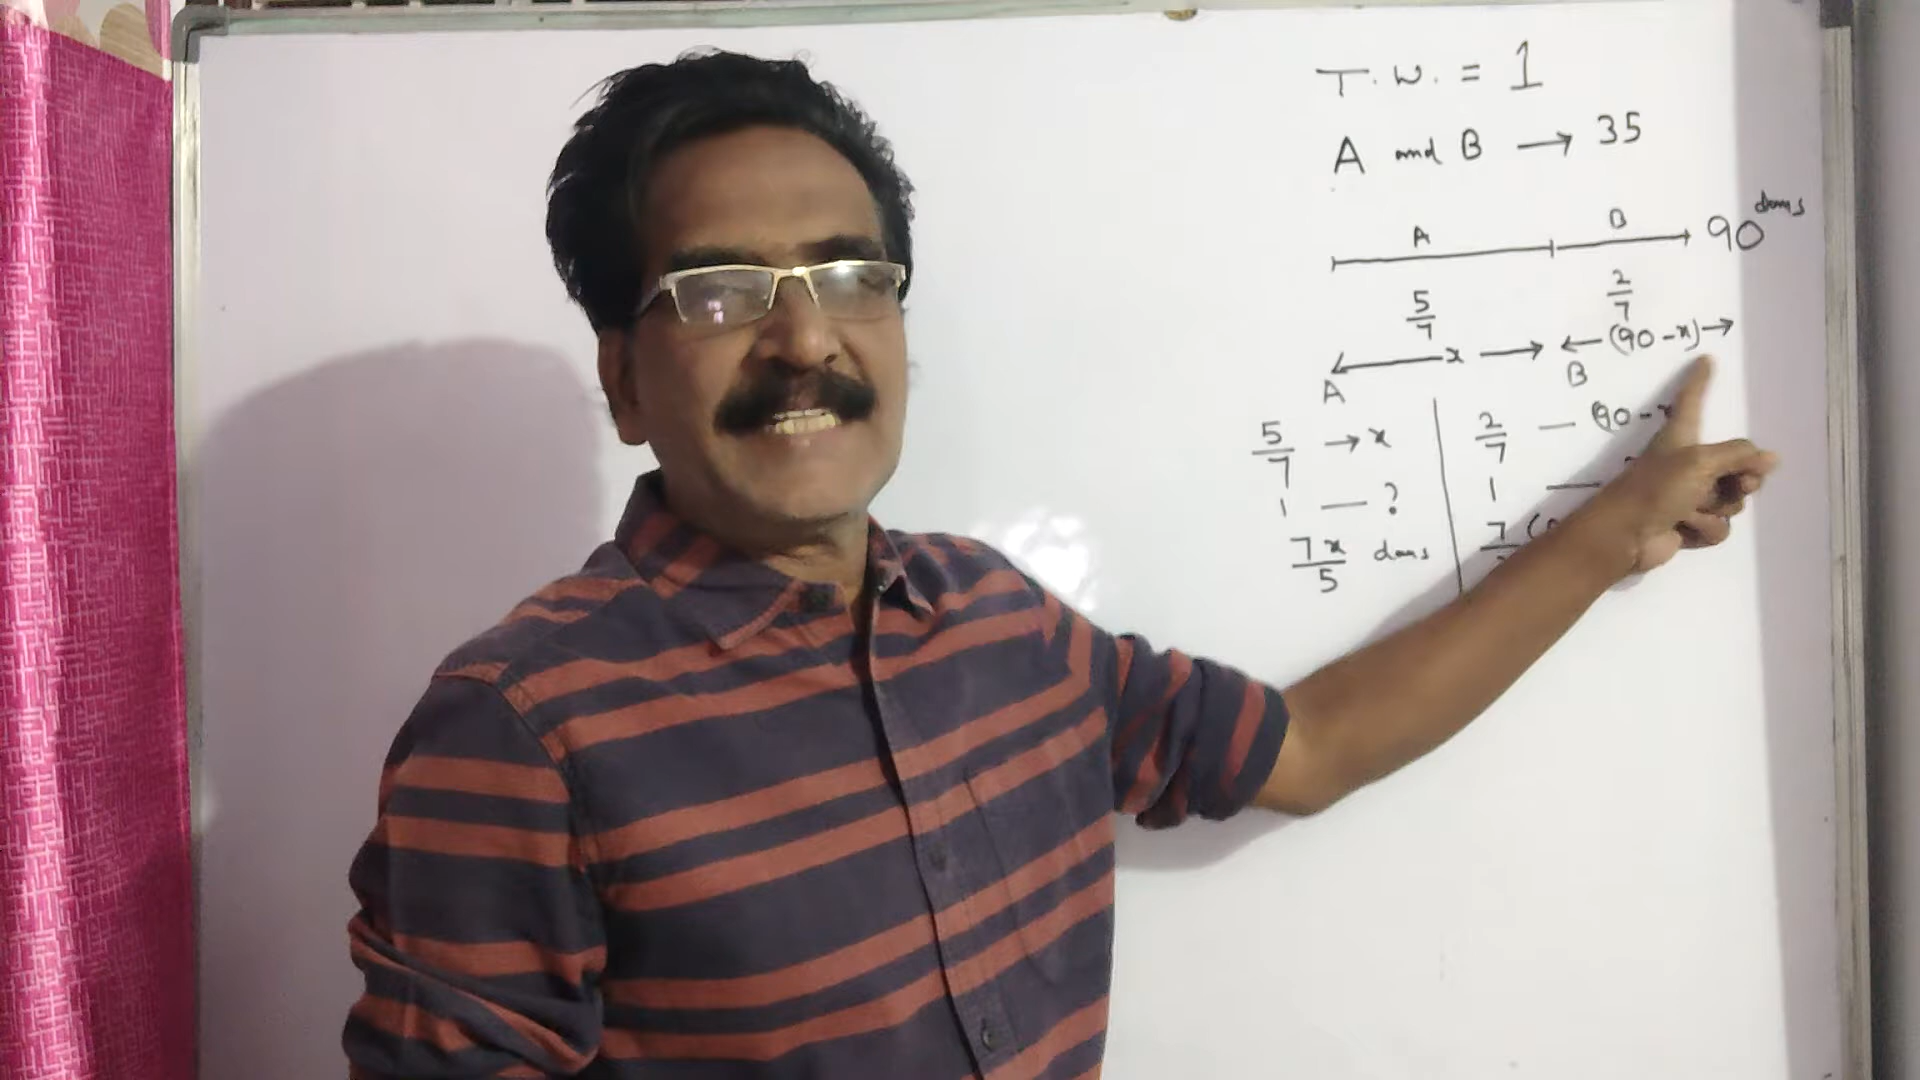 T.W. = 1
A and B → 35
A B 90 days
5/7 2/7
← x → ← (90-x) →
A B
5/7 → x
1 — ?
7x/5 days
2/7 — (90-x
1 —
7